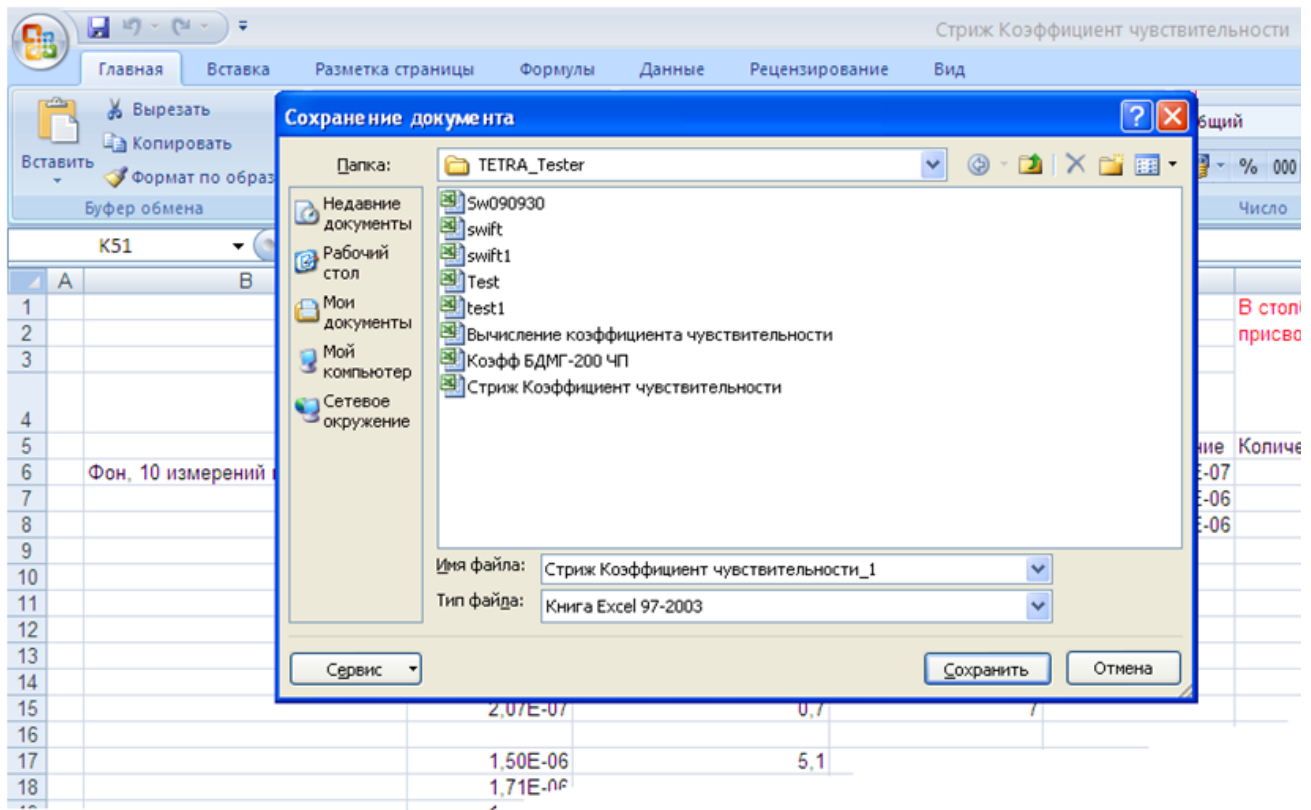 Стриж Коэффициент чувствительности
Главная Вставка Разметка страницы Формулы Данные Рецензирование Вид
Вырезать
Копировать
Вставить
Формат по образ
Буфер обмена
бщий
% 000
Число
K51
A B
Сохранение документа
Папка: TETRA_Tester
Недавние документы
Рабочий стол
Мои документы
Мой компьютер
Сетевое окружение
Sw090930
swift
swift1
Test
test1
Вычисление коэффициента чувствительности
Коэфф БДМГ-200 ЧП
Стриж Коэффициент чувствительности
Имя файла: Стриж Коэффициент чувствительности_1
Тип файла: Книга Excel 97-2003
Сервис Сохранить Отмена
1 В стол
2 присво
3
4
5 ние Количе
6 Фон, 10 измерений E-07
7 E-06
8 E-06
9
10
11
12
13
14
15 2,07E-07 0,7 7
16
17 1,50E-06 5,1
18 1,71E-06